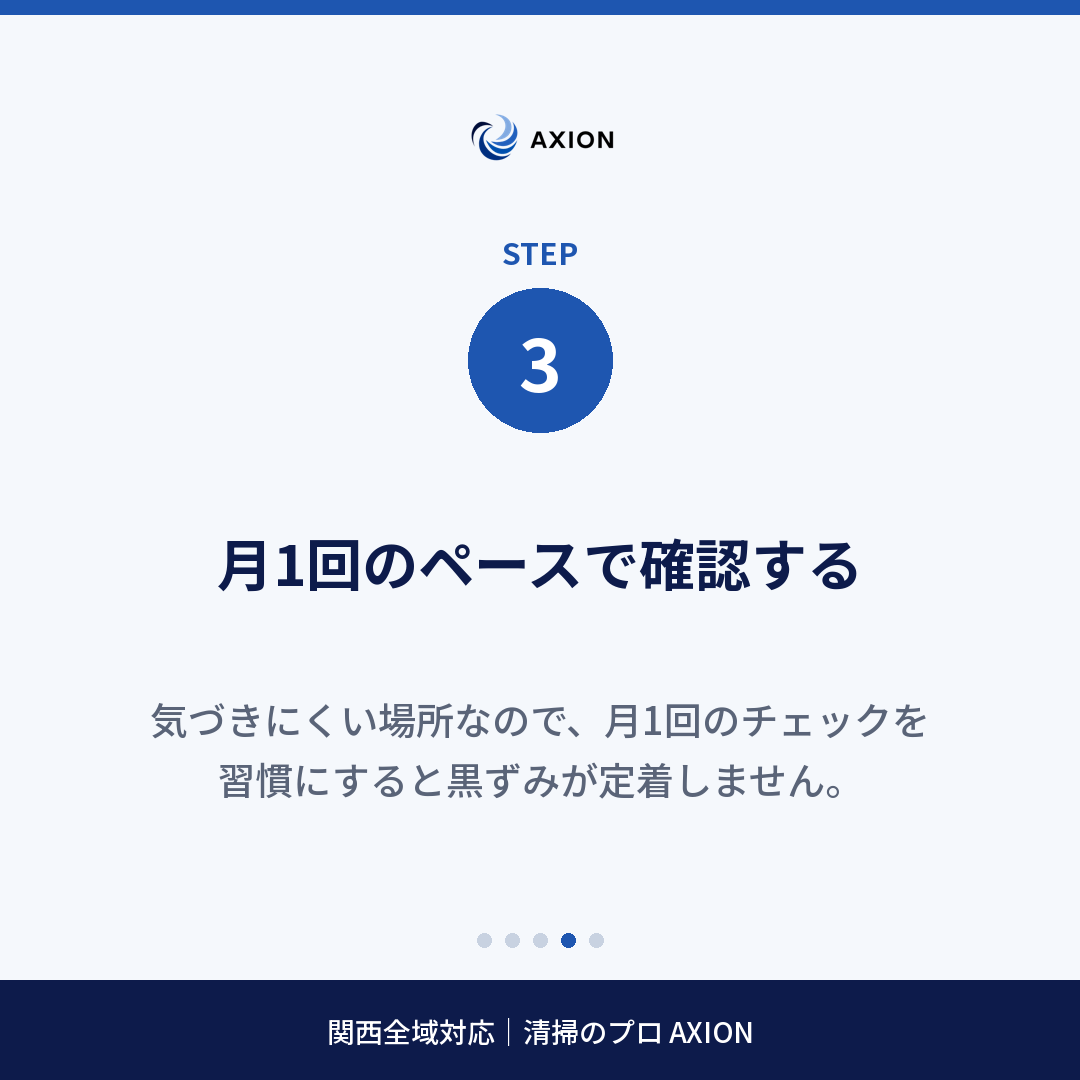 AXION
STEP
3
月1回のペースで確認する
気づきにくい場所なので、月1回のチェックを
習慣にすると黒ずみが定着しません。
関西全域対応｜清掃のプロ AXION